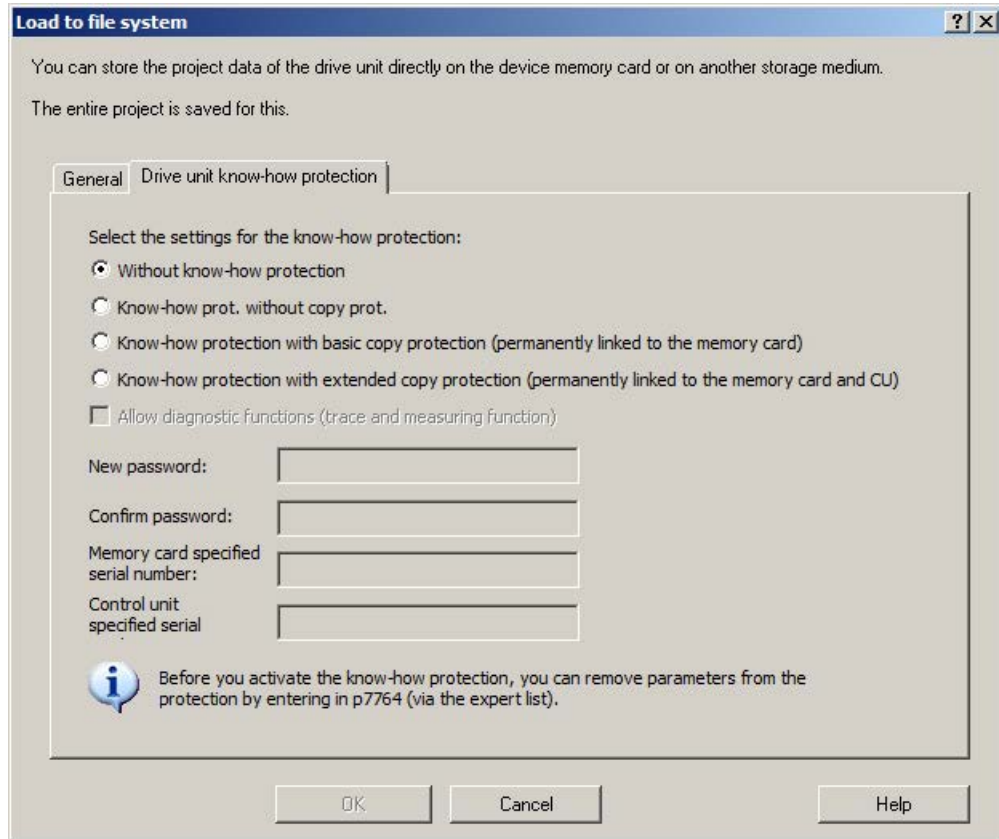 Load to file system
You can store the project data of the drive unit directly on the device memory card or on another storage medium.
The entire project is saved for this.
General
Drive unit know-how protection
Select the settings for the know-how protection:
Without know-how protection
Know-how prot. without copy prot.
Know-how protection with basic copy protection (permanently linked to the memory card)
Know-how protection with extended copy protection (permanently linked to the memory card and CU)
Allow diagnostic functions (trace and measuring function)
New password:
Confirm password:
Memory card specified
serial number:
Control unit
specified serial
Before you activate the know-how protection, you can remove parameters from the
protection by entering in p7764 (via the expert list).
OK
Cancel
Help